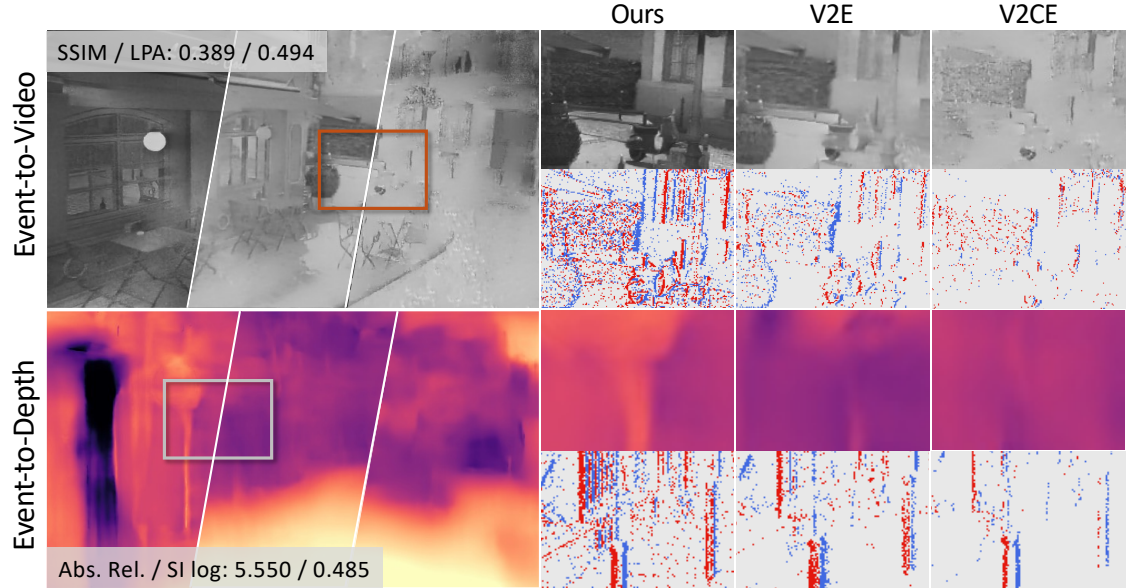 Ours
V2E
V2CE
Event-to-Video
SSIM / LPA: 0.389 / 0.494
Event-to-Depth
Abs. Rel. / SI log: 5.550 / 0.485